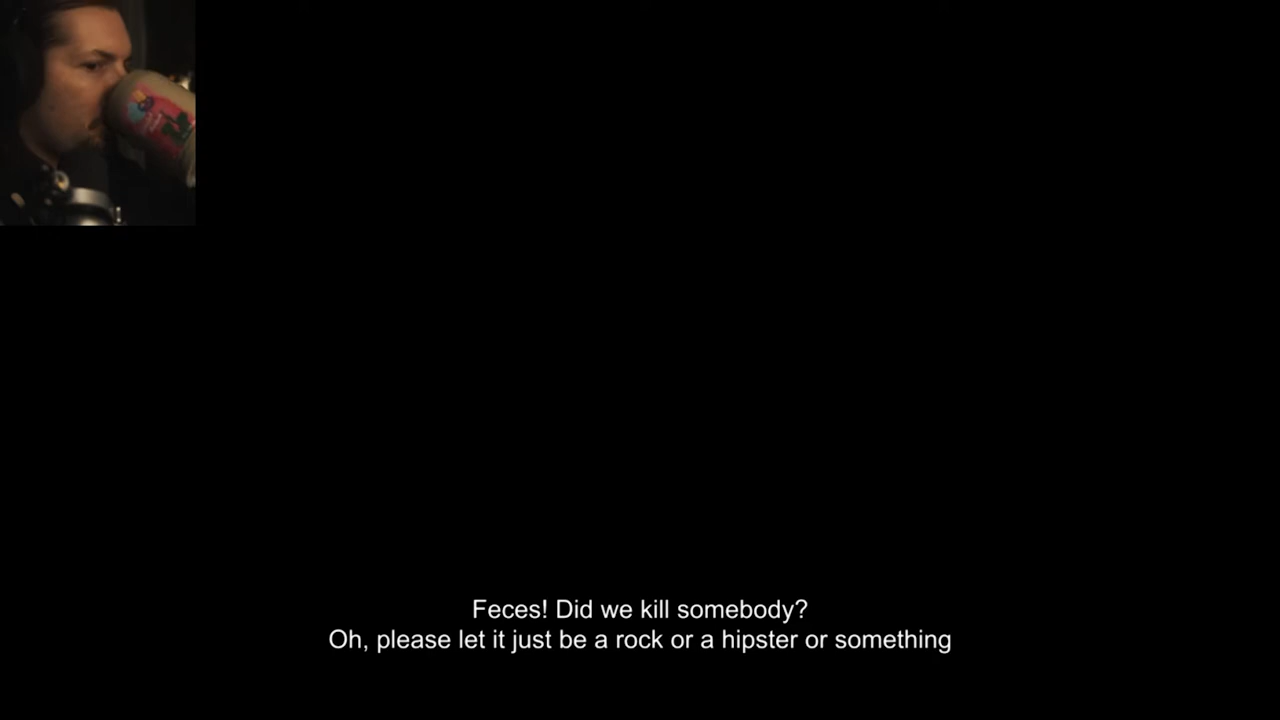 Feces! Did we kill somebody?
Oh, please let it just be a rock or a hipster or something